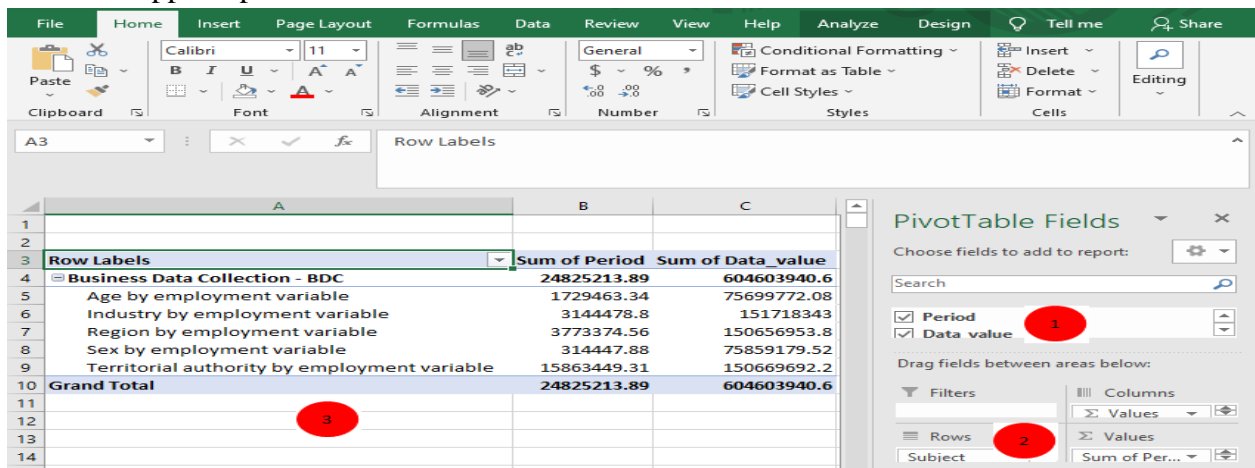 File Home Insert Page Layout Formulas Data Review View Help Analyze Design Tell me Share
Calibri 11 General Conditional Formatting Insert
Paste B I U A A $ % Format as Table Delete Editing
A Cell Styles Format
Clipboard Font Alignment Number Styles Cells
A3 fx Row Labels
A B C
PivotTable Fields
Choose fields to add to report:
Search
Period
Data value
1
Drag fields between areas below:
Filters Columns
Σ Values
Rows 2 Σ Values
Subject Sum of Per...
1
2
3 Row Labels Sum of Period Sum of Data_value
4 Business Data Collection - BDC 24825213.89 604603940.6
5 Age by employment variable 1729463.34 75699772.08
6 Industry by employment variable 3144478.8 151718343
7 Region by employment variable 3773374.56 150656953.8
8 Sex by employment variable 314447.88 75859179.52
9 Territorial authority by employment variable 15863449.31 150669692.2
10 Grand Total 24825213.89 604603940.6
11
12 3
13
14